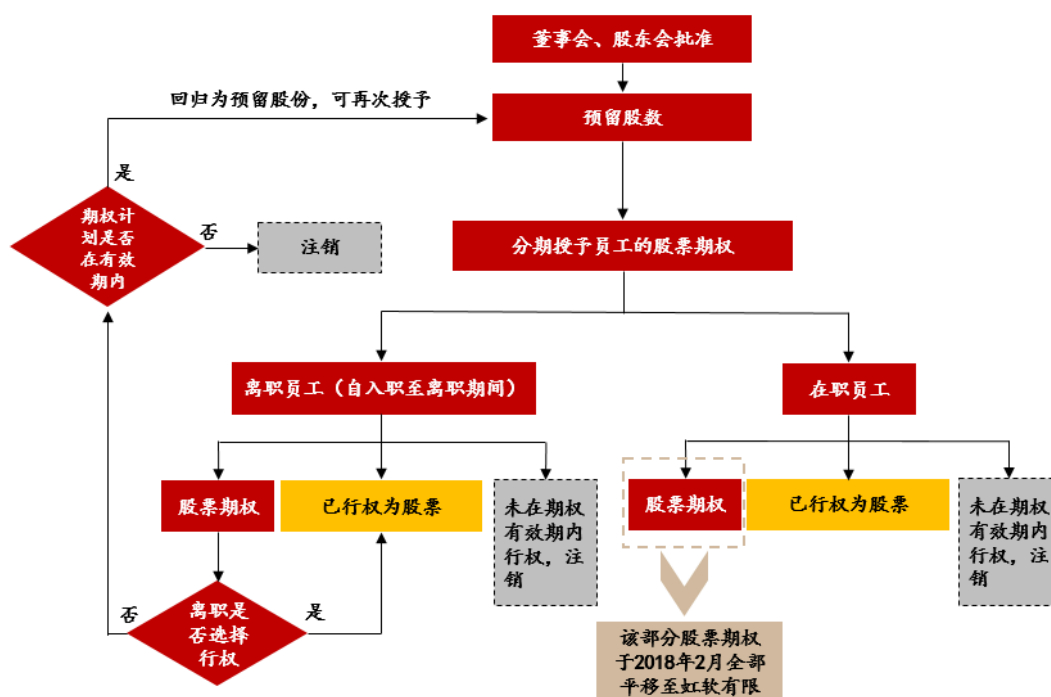 董事会、股东会批准
回归为预留股份，可再次授予
预留股数
是
期权计
划是否
在有效
期内
否
注销
分期授予员工的股票期权
离职员工（自入职至离职期间）
在职员工
股票期权
已行权为股票
未在期权
有效期内
行权，注
销
股票期权
已行权为股票
未在期权
有效期内
行权，注
销
否
离职是
否选择
行权
是
该部分股票期权
于2018年2月全部
平移至虹软有限